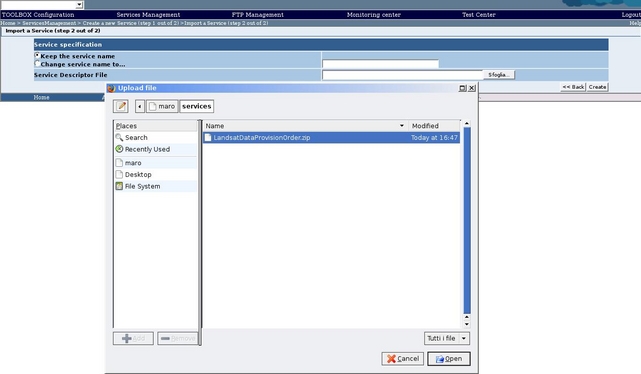 TOOLBOX Configuration Services Management FTP Management Monitoring center Test Center Logout
Home > ServicesManagement > Create a new Service (step 1 out of 2) >Import a Service (step 2 out of 2) Help
Import a Service (step 2 out of 2)
Service specification
Keep the service name
Change service name to...
Service Descriptor File Sfoglia...
<< Back Create
Home
Upload file
maro services
Places
Search
Recently Used
maro
Desktop
File System
Name Modified
LandsatDataProvisionOrder.zip Today at 16:47
Add Remove
Tutti i file
Cancel Open